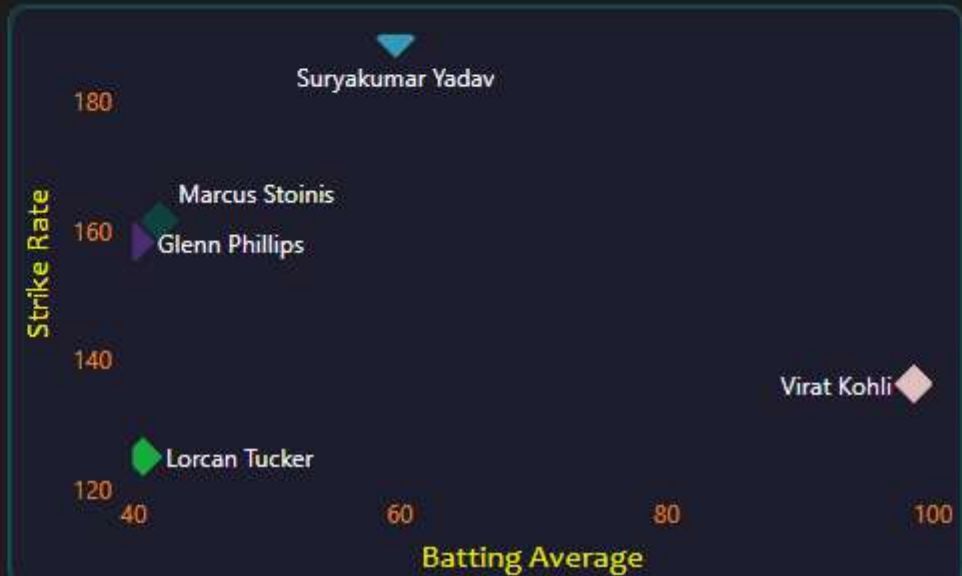 Suryakumar Yadav
180
Marcus Stoinis
160
Glenn Phillips
Strike Rate
140
Virat Kohli
Lorcan Tucker
120
40 60 80 100
Batting Average